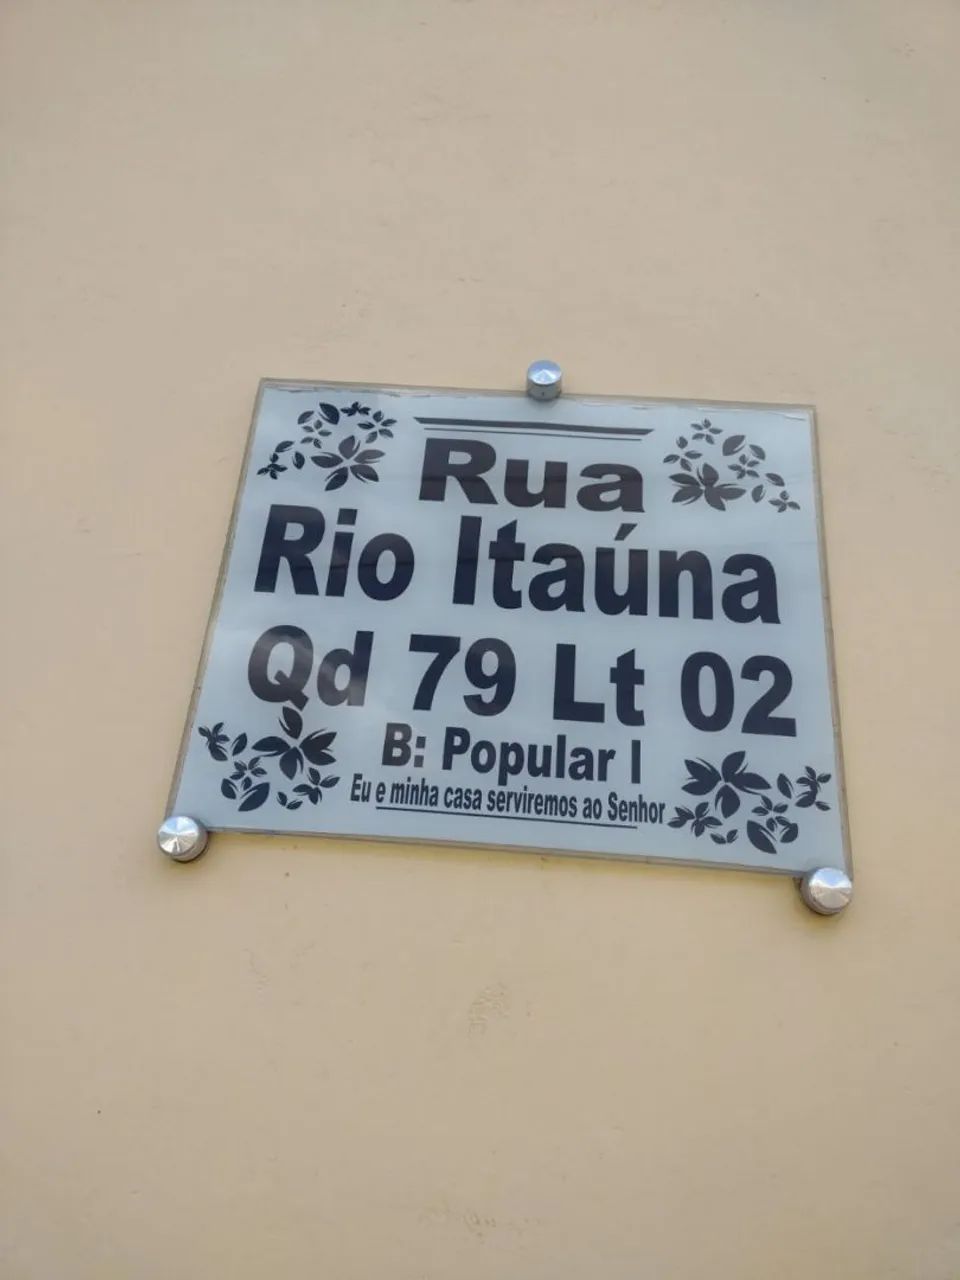 Rua
Rio Itaúna
Qd 79 Lt 02
B: Popular I
Eu e minha casa serviremos ao Senhor